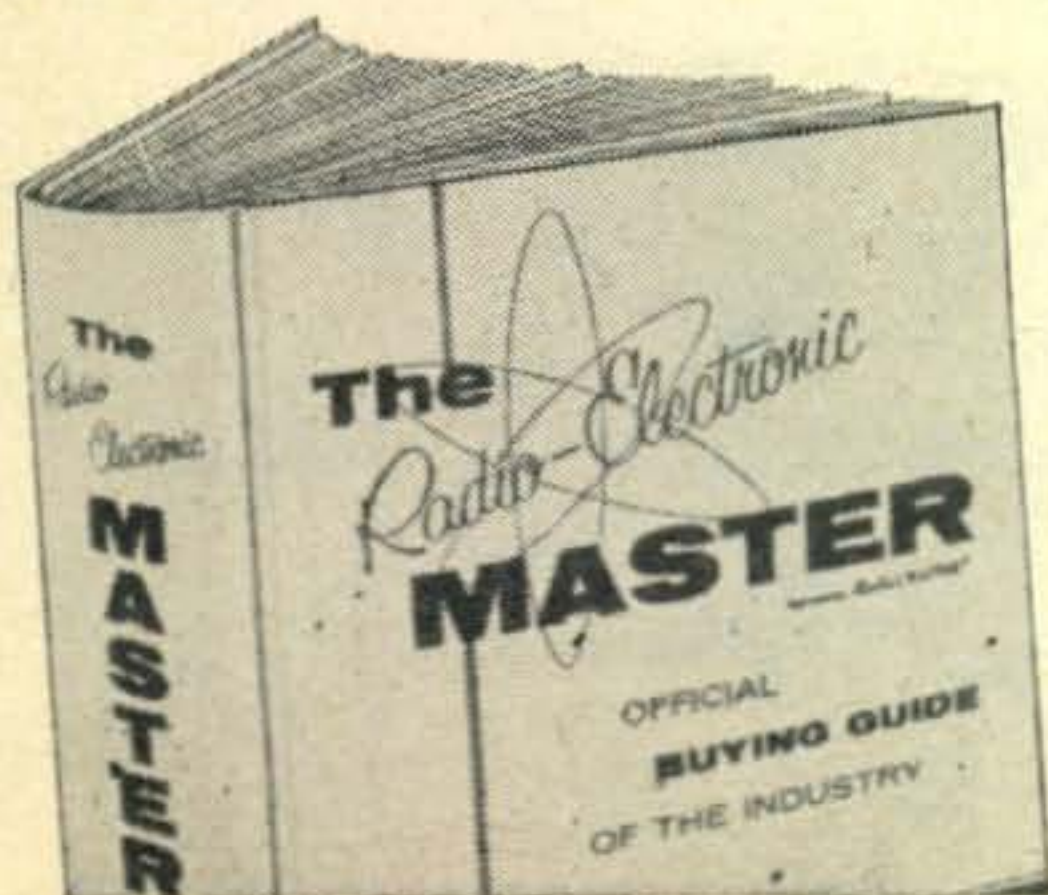 The
Radio
Electronic
MASTER
The
Radio-Electronic
MASTER
OFFICIAL
BUYING GUIDE
OF THE INDUSTRY